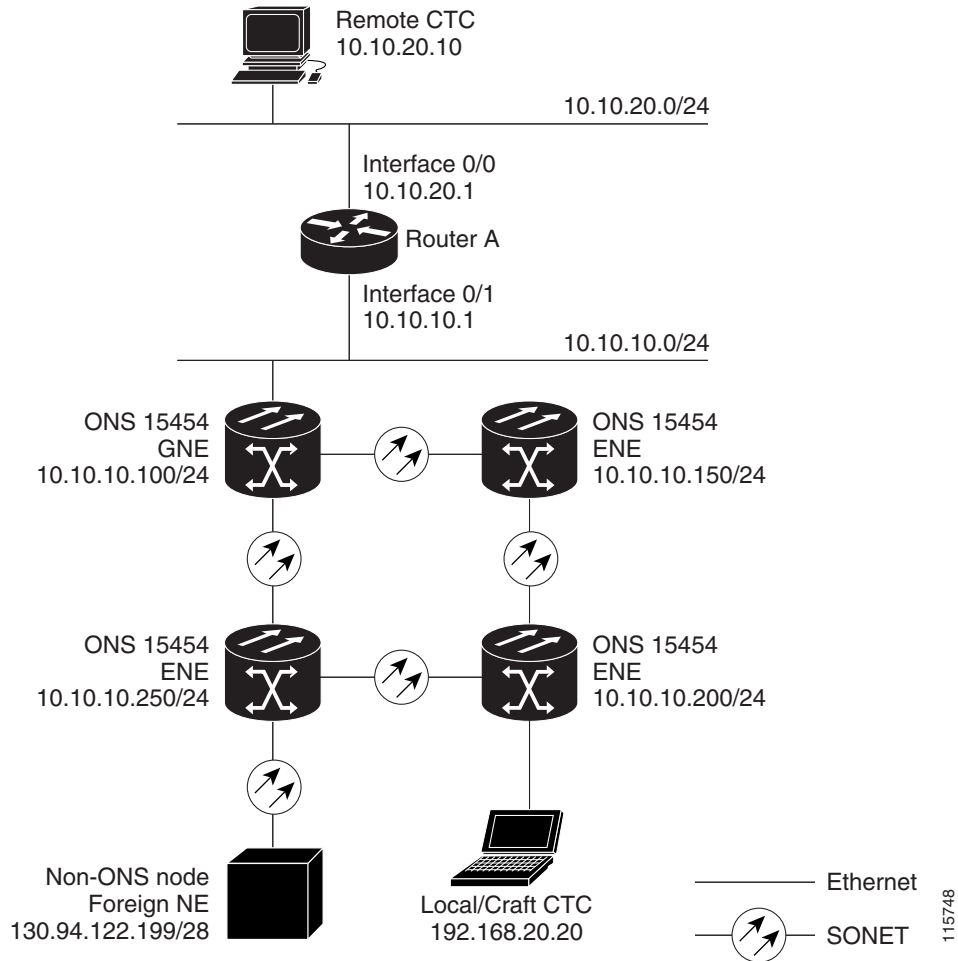 Remote CTC
10.10.20.10
10.10.20.0/24
Interface 0/0
10.10.20.1
Router A
Interface 0/1
10.10.10.1
10.10.10.0/24
ONS 15454
GNE
10.10.10.100/24
ONS 15454
ENE
10.10.10.150/24
ONS 15454
ENE
10.10.10.250/24
ONS 15454
ENE
10.10.10.200/24
Non-ONS node
Foreign NE
130.94.122.199/28
Local/Craft CTC
192.168.20.20
Ethernet
SONET
115748